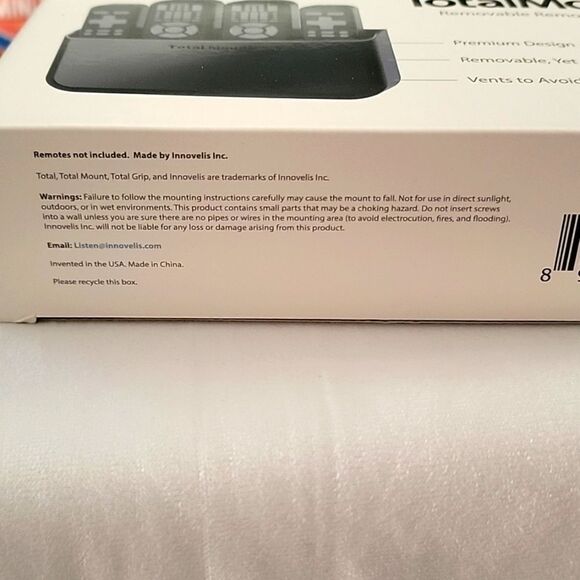 TotalMo
Removable Remo
Premium Design
Removable, Yet
Vents to Avoid
Total Mount
Remotes not included. Made by Innovelis Inc.
Total, Total Mount, Total Grip, and Innovelis are trademarks of Innovelis Inc.
Warnings: Failure to follow the mounting instructions carefully may cause the mount to fall. Not for use in direct sunlight,
outdoors, or in wet environments. This product contains small parts that may be a choking hazard. Do not insert screws
into a wall unless you are sure there are no pipes or wires in the mounting area (to avoid electrocution, fires, and flooding).
Innovelis Inc. will not be liable for any loss or damage arising from this product.
Email: Listen@innovelis.com
Invented in the USA. Made in China.
Please recycle this box.
8